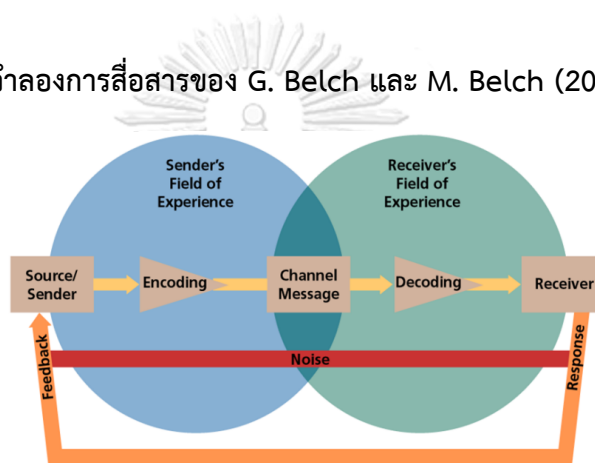 จำลองการสื่อสารของ G. Belch และ M. Belch (20
Sender's
Field of
Experience
Receiver's
Field of
Experience
Source/
Sender
Encoding
Channel
Message
Decoding
Receiver
Feedback
Noise
Response